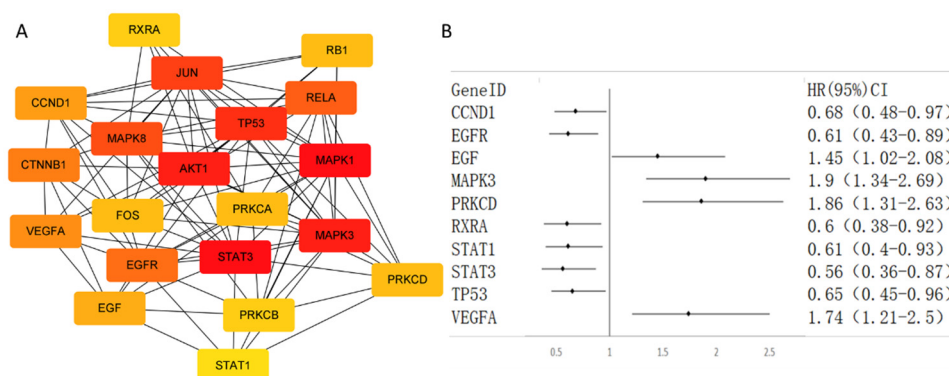 A
RXRA
RB1
JUN
CCND1
RELA
TP53
MAPK8
CTNNB1
AKT1
MAPK1
FOS
PRKCA
VEGFA
MAPK3
STAT3
EGFR
PRKCD
EGF
PRKCB
STAT1
B
GeneID HR(95%)CI
CCND1 0.68 (0.48-0.97)
EGFR 0.61 (0.43-0.89)
EGF 1.45 (1.02-2.08)
MAPK3 1.9 (1.34-2.69)
PRKCD 1.86 (1.31-2.63)
RXRA 0.6 (0.38-0.92)
STAT1 0.61 (0.4-0.93)
STAT3 0.56 (0.36-0.87)
TP53 0.65 (0.45-0.96)
VEGFA 1.74 (1.21-2.5)
0.5 1 1.5 2 2.5